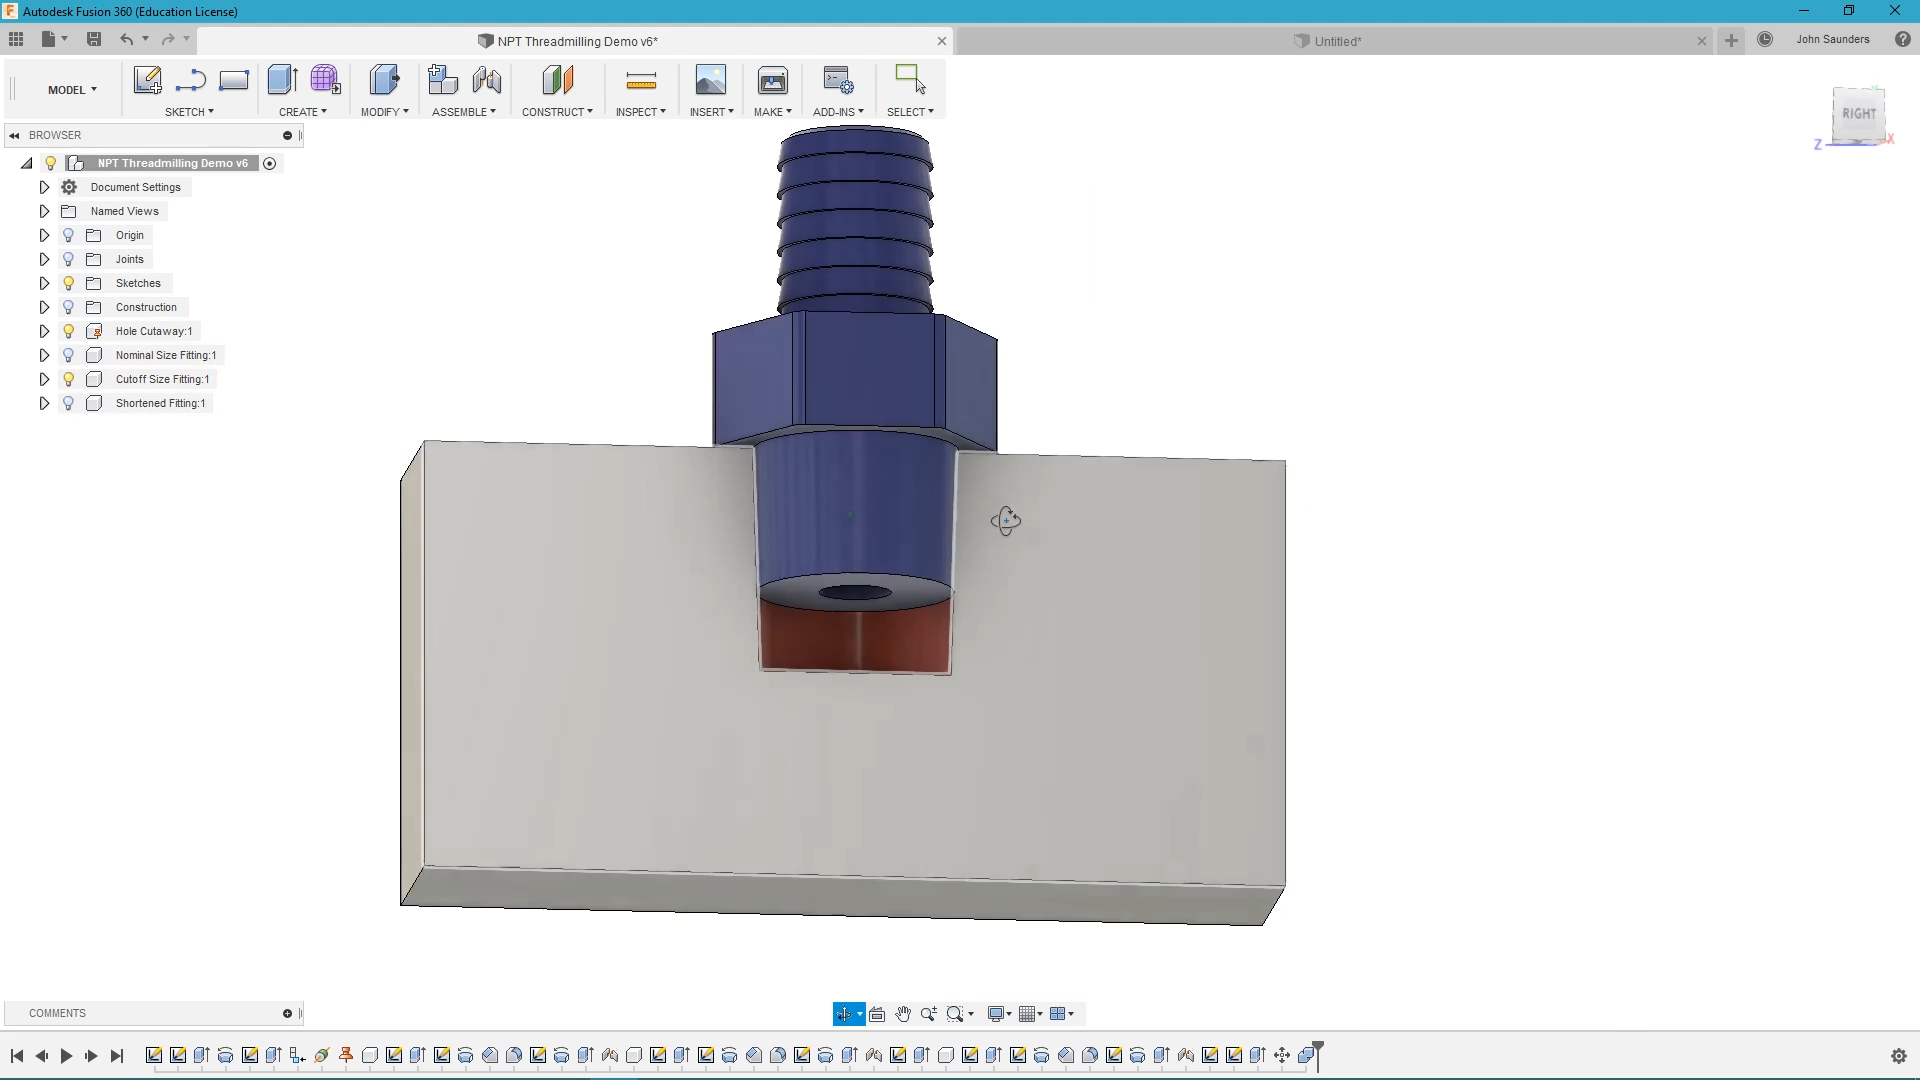 Autodesk Fusion 360 (Education License)
NPT Threadmilling Demo v6*
Untitled*
John Saunders
MODEL
SKETCH
CREATE
MODIFY
ASSEMBLE
CONSTRUCT
INSPECT
INSERT
MAKE
ADD-INS
SELECT
BROWSER
NPT Threadmilling Demo v6
Document Settings
Named Views
Origin
Joints
Sketches
Construction
Hole Cutaway:1
Nominal Size Fitting:1
Cutoff Size Fitting:1
Shortened Fitting:1
RIGHT
Z
X
COMMENTS